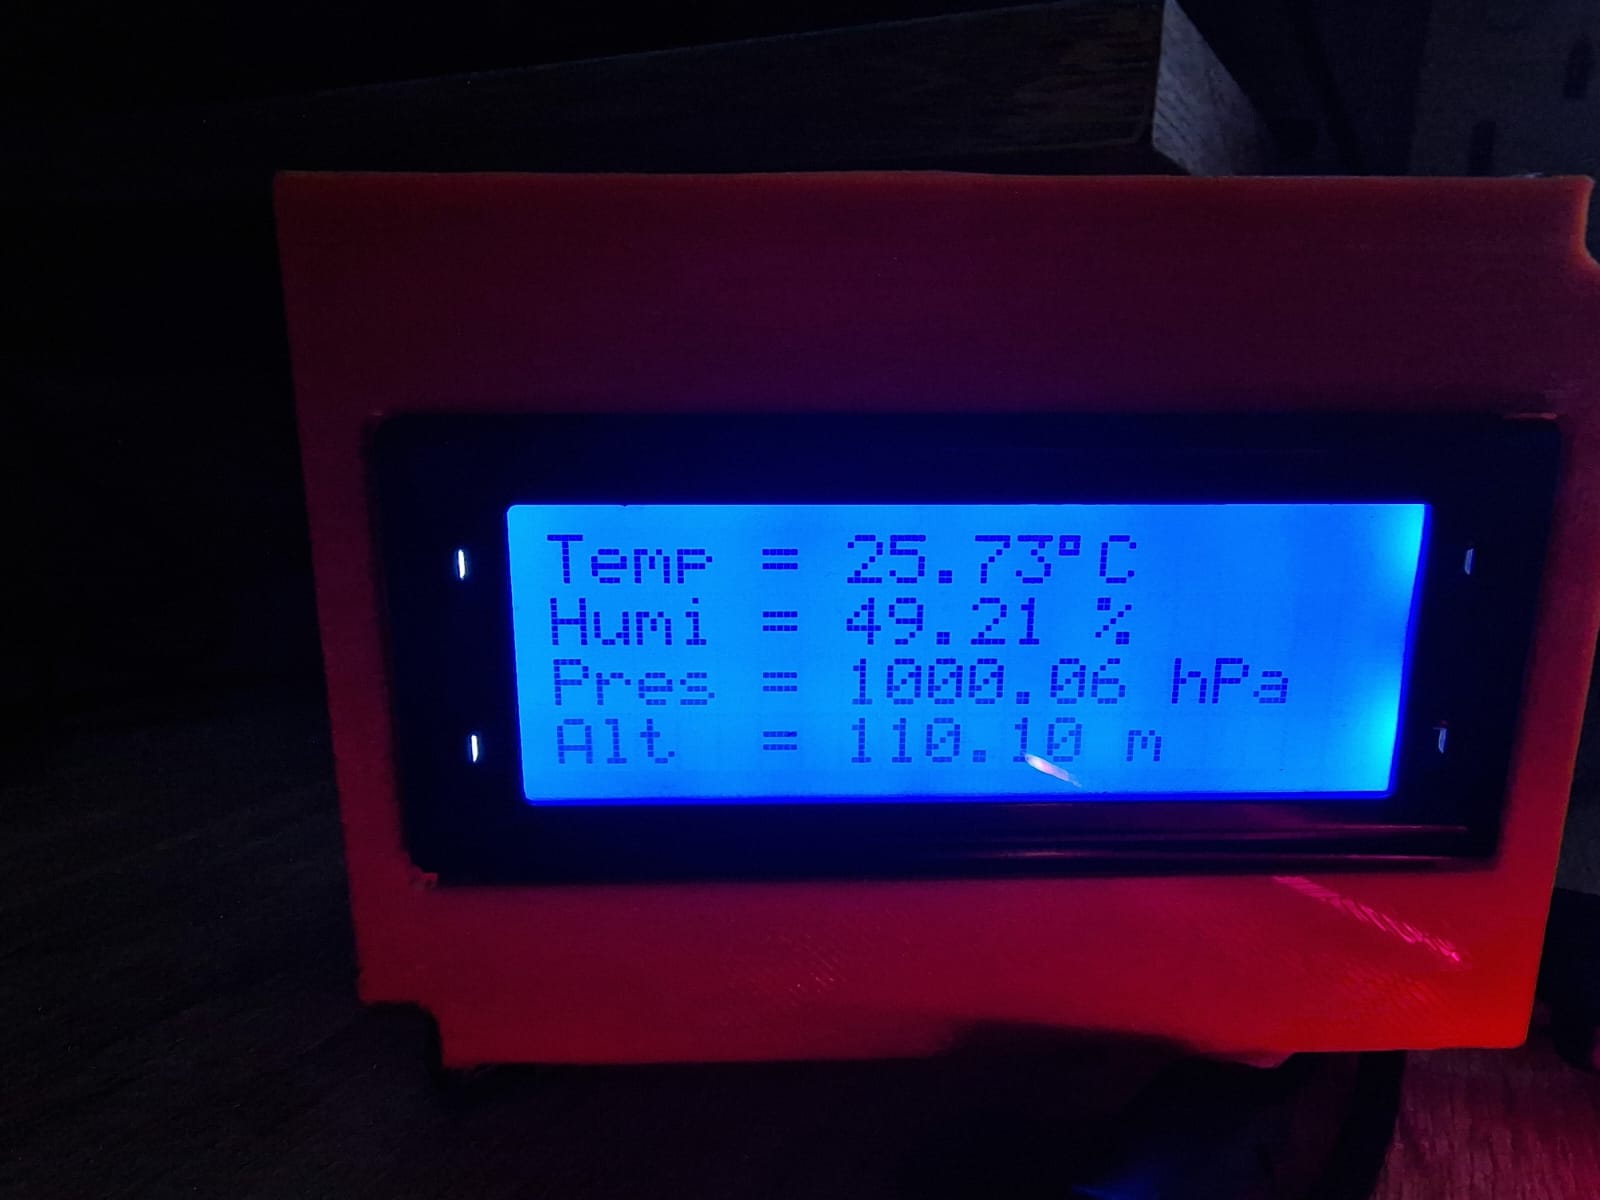 Temp = 25.73°C
Humi = 49.21 %
Pres = 1000.06 hPa
Alt  = 110.10 m